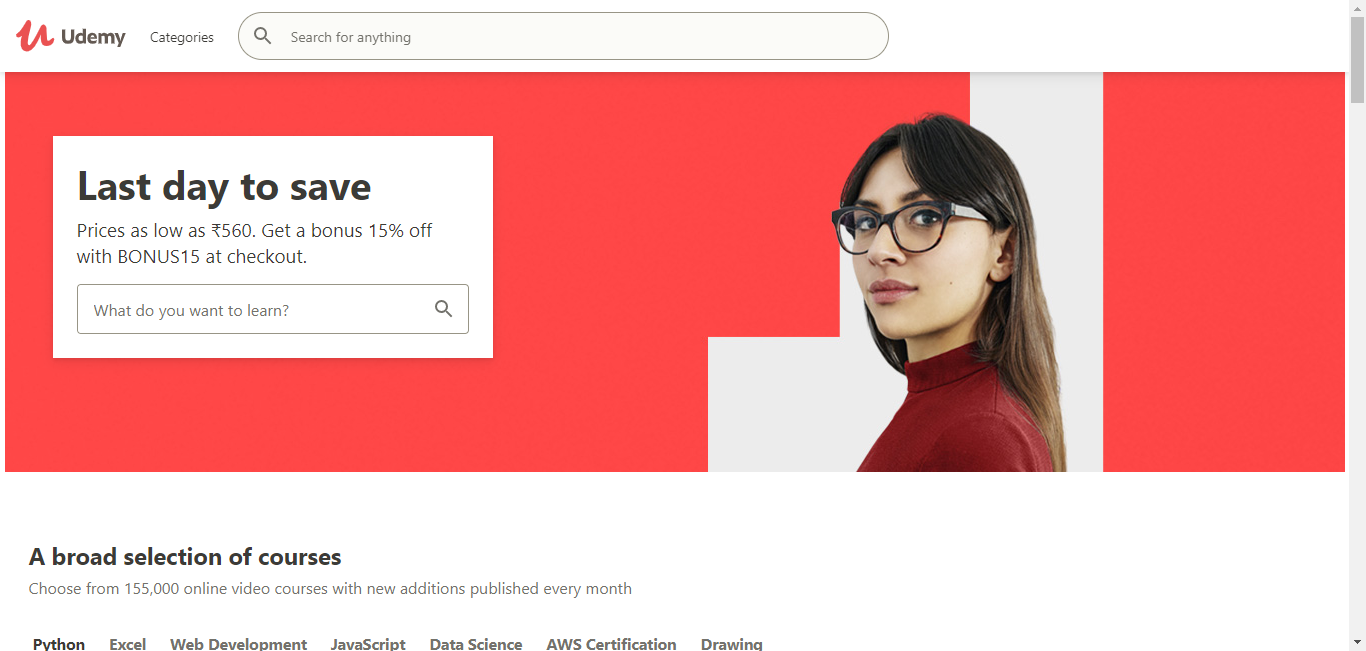 Udemy
Categories
Search for anything
Last day to save
Prices as low as ₹560. Get a bonus 15% off
with BONUS15 at checkout.
What do you want to learn?
A broad selection of courses
Choose from 155,000 online video courses with new additions published every month
Python Excel Web Development JavaScript Data Science AWS Certification Drawing